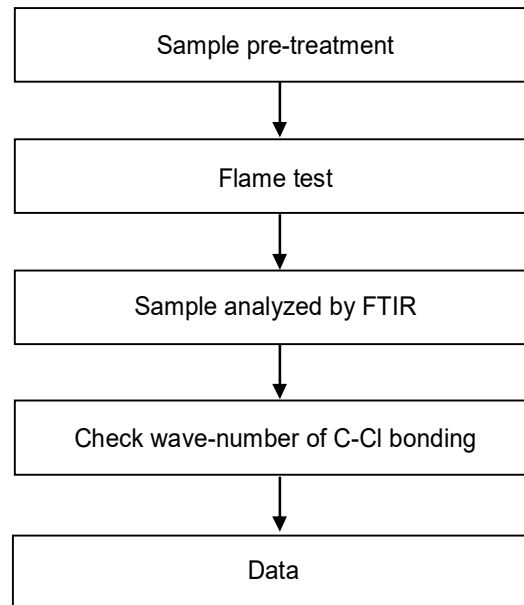 Sample pre-treatment
Flame test
Sample analyzed by FTIR
Check wave-number of C-Cl bonding
Data